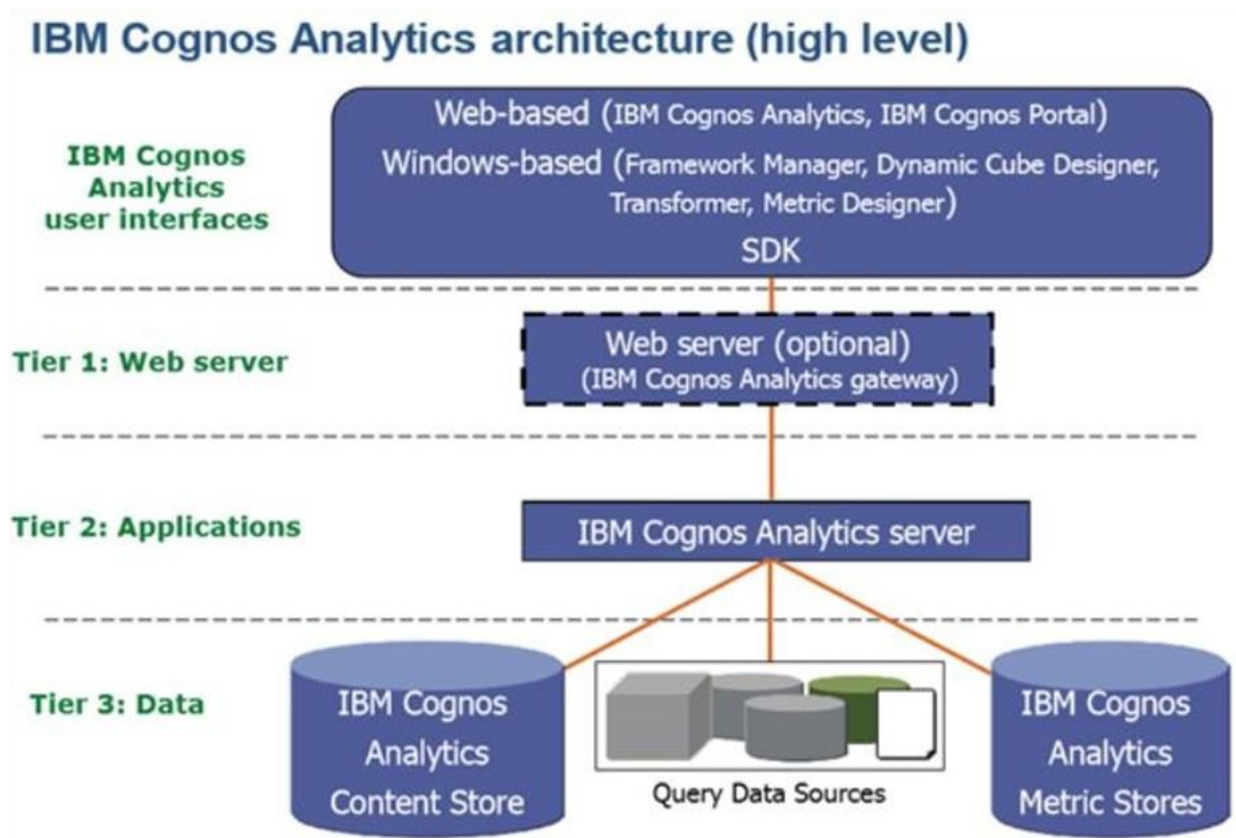 IBM Cognos Analytics architecture (high level)
IBM Cognos
Analytics
user interfaces
Web-based (IBM Cognos Analytics, IBM Cognos Portal)
Windows-based (Framework Manager, Dynamic Cube Designer,
Transformer, Metric Designer)
SDK
Tier 1: Web server
Web server (optional)
(IBM Cognos Analytics gateway)
Tier 2: Applications
IBM Cognos Analytics server
Tier 3: Data
IBM Cognos
Analytics
Content Store
Query Data Sources
IBM Cognos
Analytics
Metric Stores